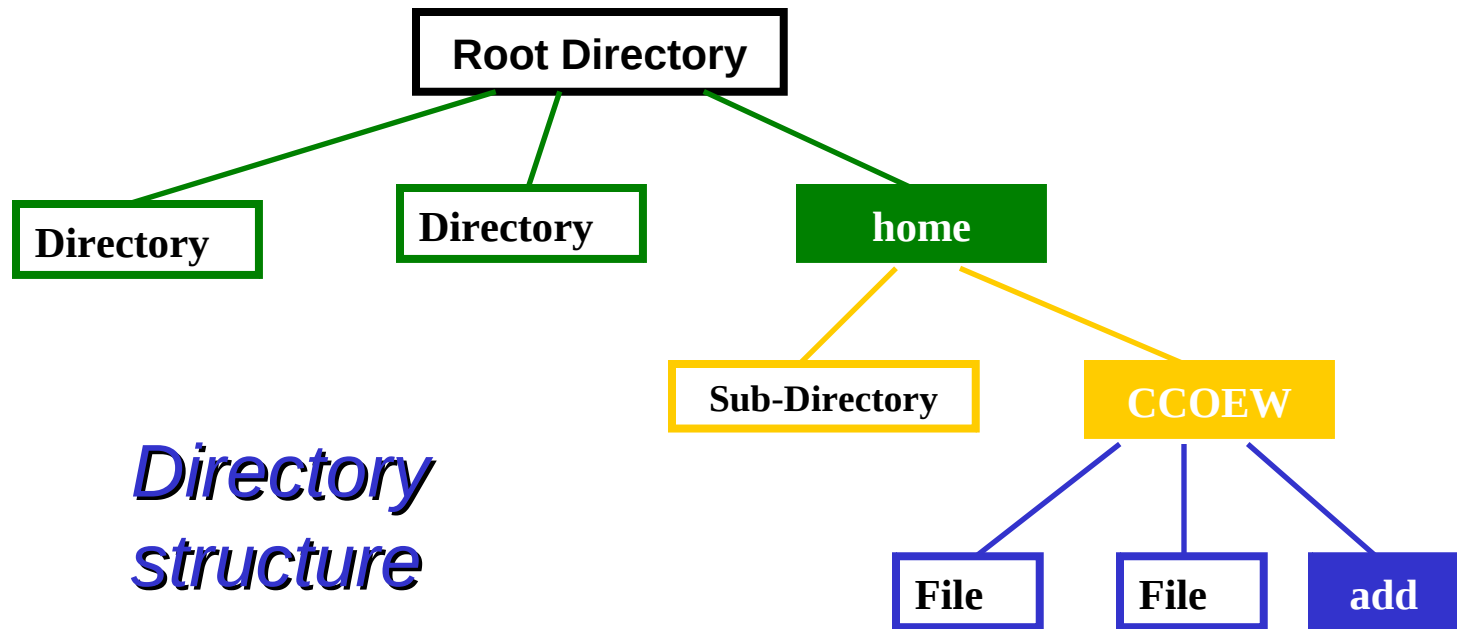 Root Directory
Directory
Directory
home
Sub-Directory
CCOEW
Directory
structure
File
File
add